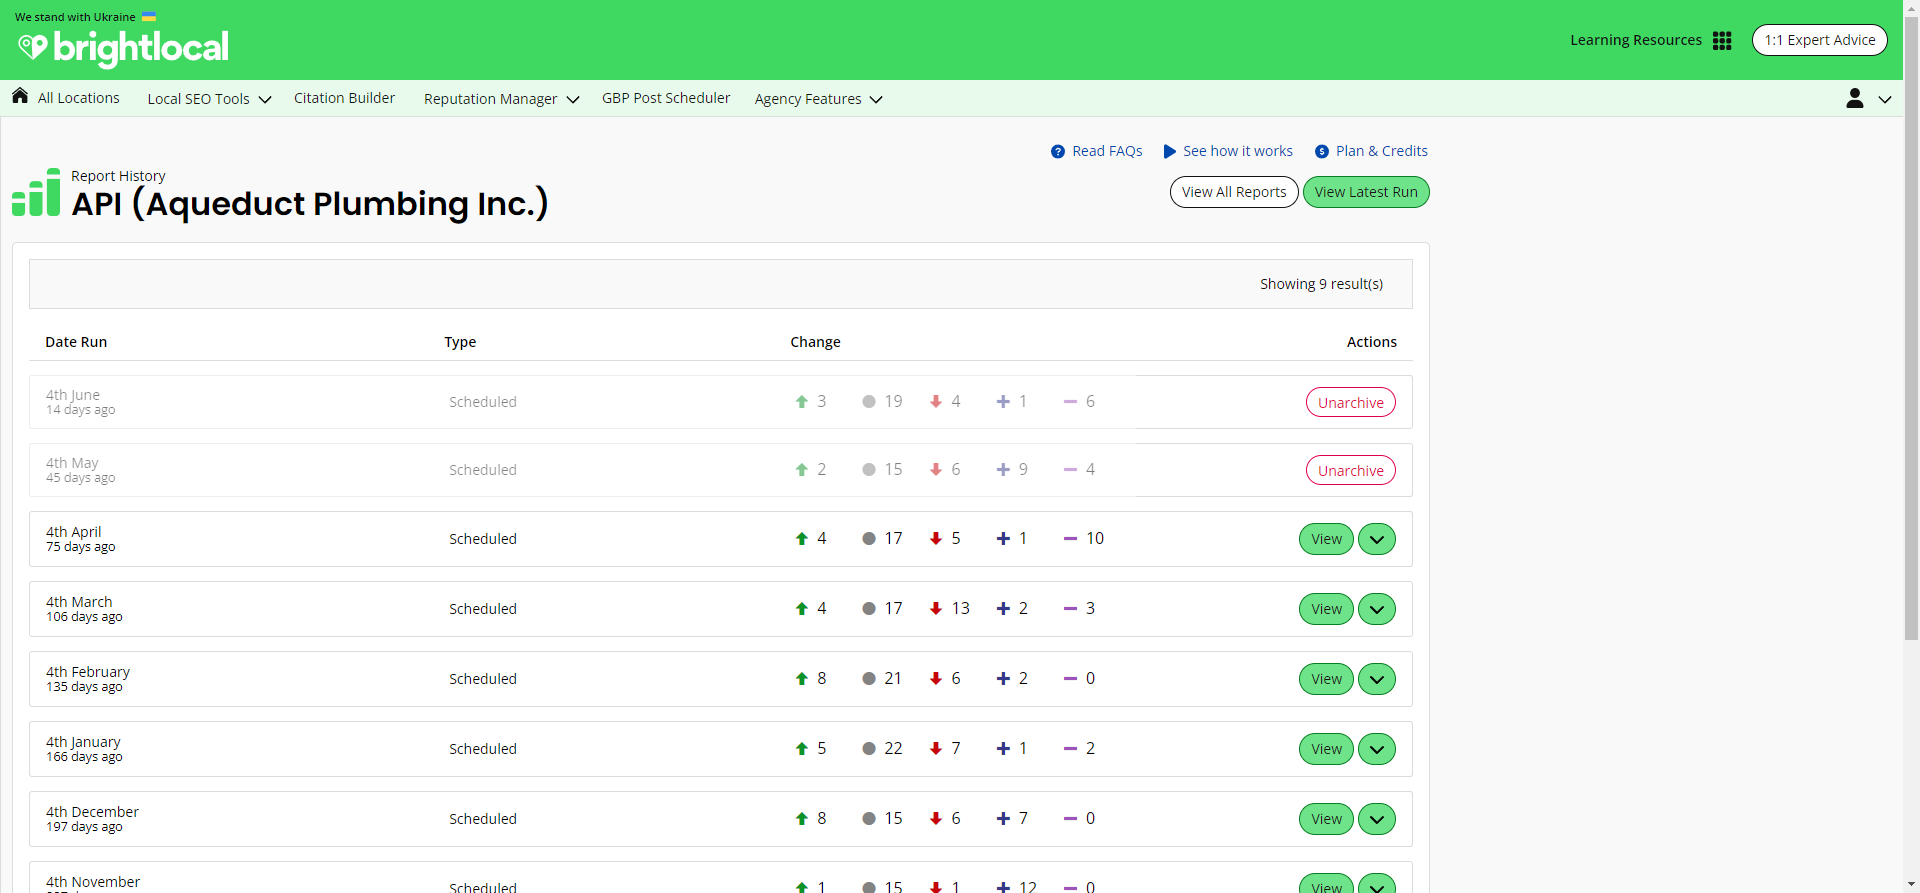 We stand with Ukraine
brightlocal
Learning Resources
1:1 Expert Advice
All Locations
Local SEO Tools
Citation Builder
Reputation Manager
GBP Post Scheduler
Agency Features
Read FAQs
See how it works
Plan & Credits
Report History
API (Aqueduct Plumbing Inc.)
View All Reports
View Latest Run
Showing 9 result(s)
Date Run Type Change Actions
4th June
14 days ago
Scheduled 3 19 4 1 6 Unarchive
4th May
45 days ago
Scheduled 2 15 6 9 4 Unarchive
4th April
75 days ago
Scheduled 4 17 5 1 10 View
4th March
106 days ago
Scheduled 4 17 13 2 3 View
4th February
135 days ago
Scheduled 8 21 6 2 0 View
4th January
166 days ago
Scheduled 5 22 7 1 2 View
4th December
197 days ago
Scheduled 8 15 6 7 0 View
4th November
Scheduled 1 15 1 12 0 View